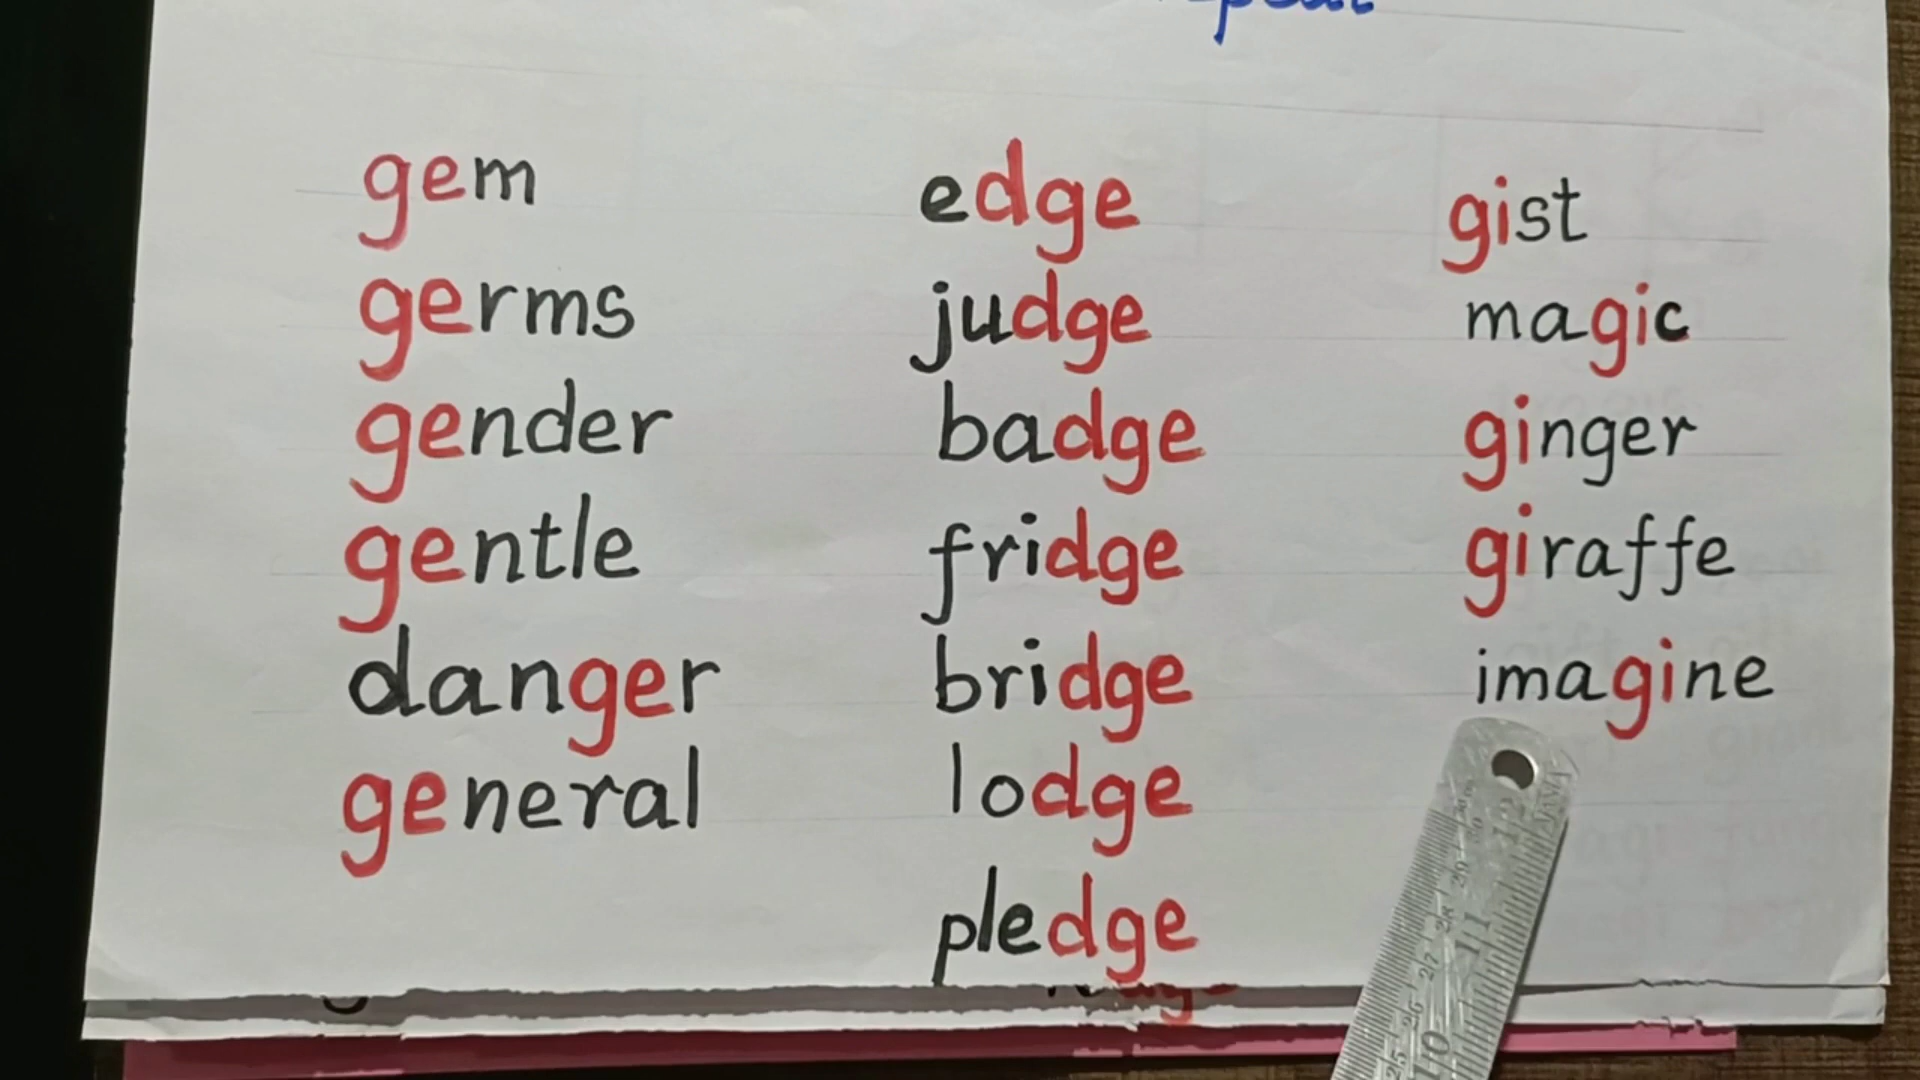 gem
germs
gender
gentle
danger
general
edge
judge
badge
fridge
bridge
lodge
pledge
gist
magic
ginger
giraffe
imagine